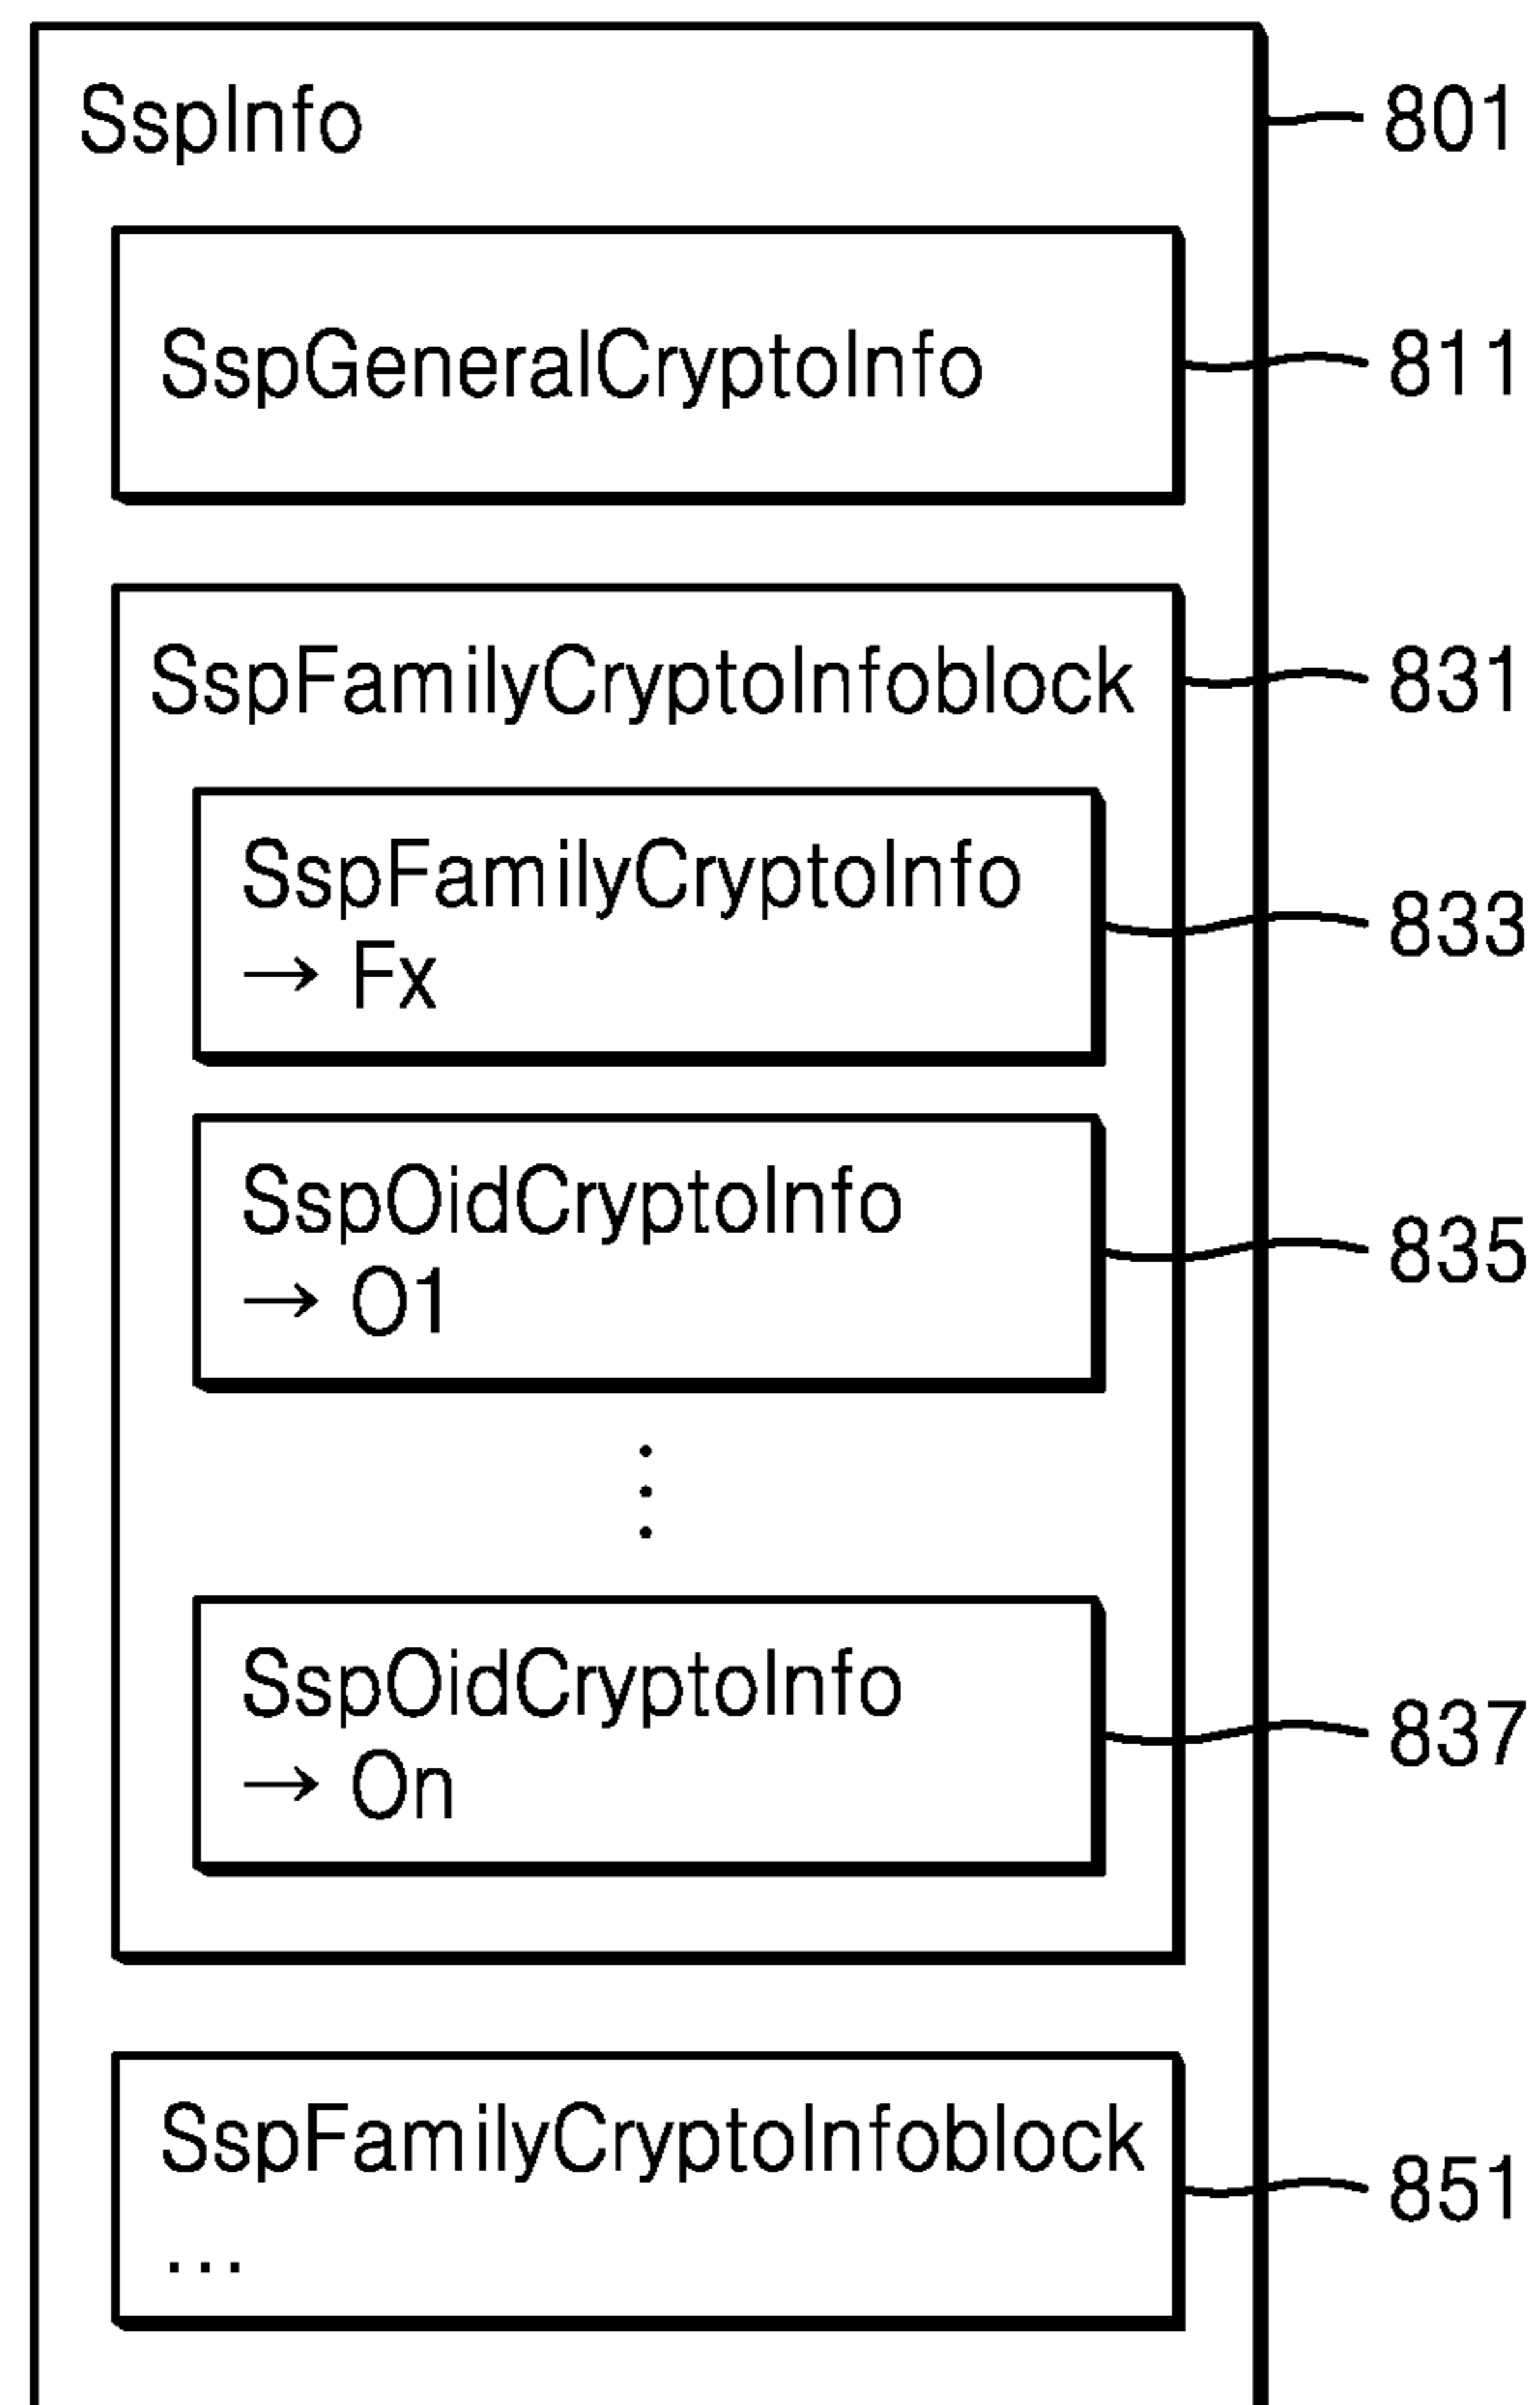 SspInfo 801
SspGeneralCryptoInfo 811
SspFamilyCryptoInfoblock 831
SspFamilyCryptoInfo 833
→ Fx
SspOidCryptoInfo 835
→ O1
⋮
SspOidCryptoInfo 837
→ On
SspFamilyCryptoInfoblock 851
...